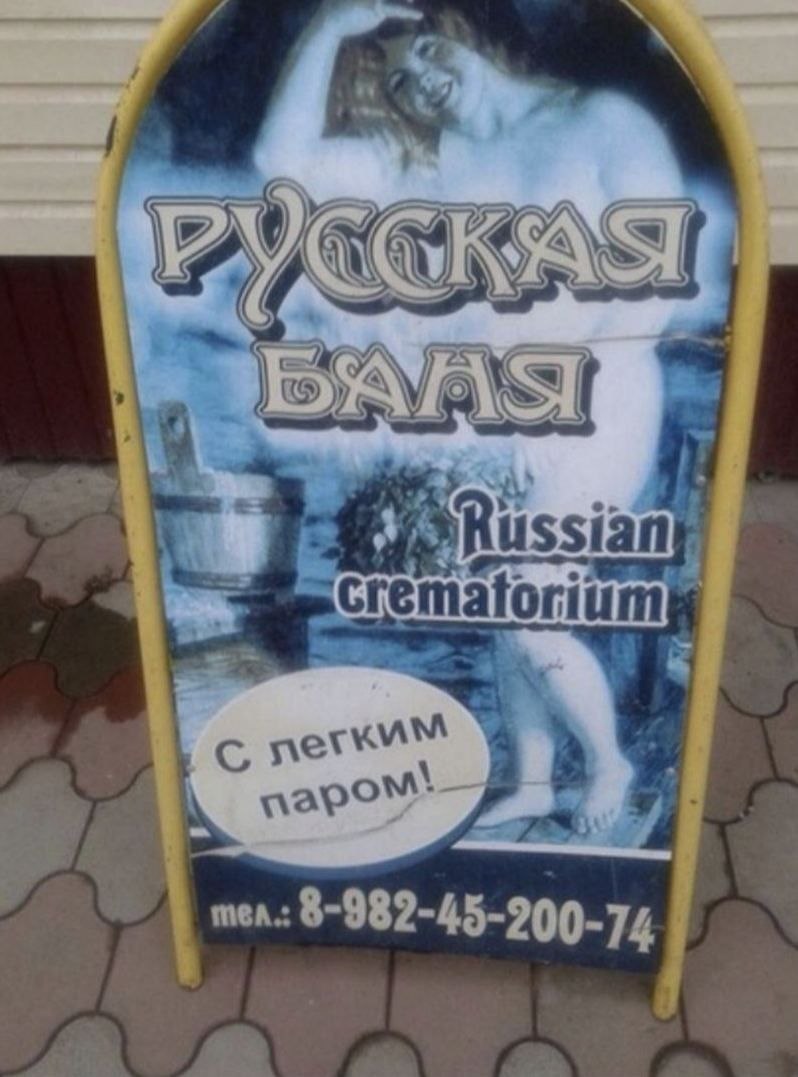 РУССКАЯ
БАНЯ
Russian
crematorium
С легким
паром!
тел.: 8-982-45-200-74